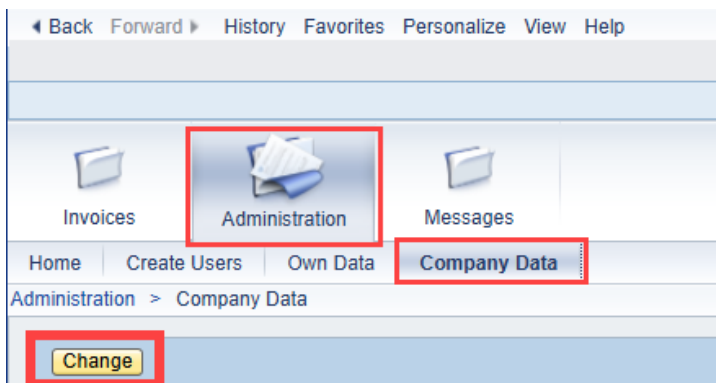 Back Forward History Favorites Personalize View Help
Invoices Administration Messages
Home Create Users Own Data Company Data
Administration > Company Data
Change